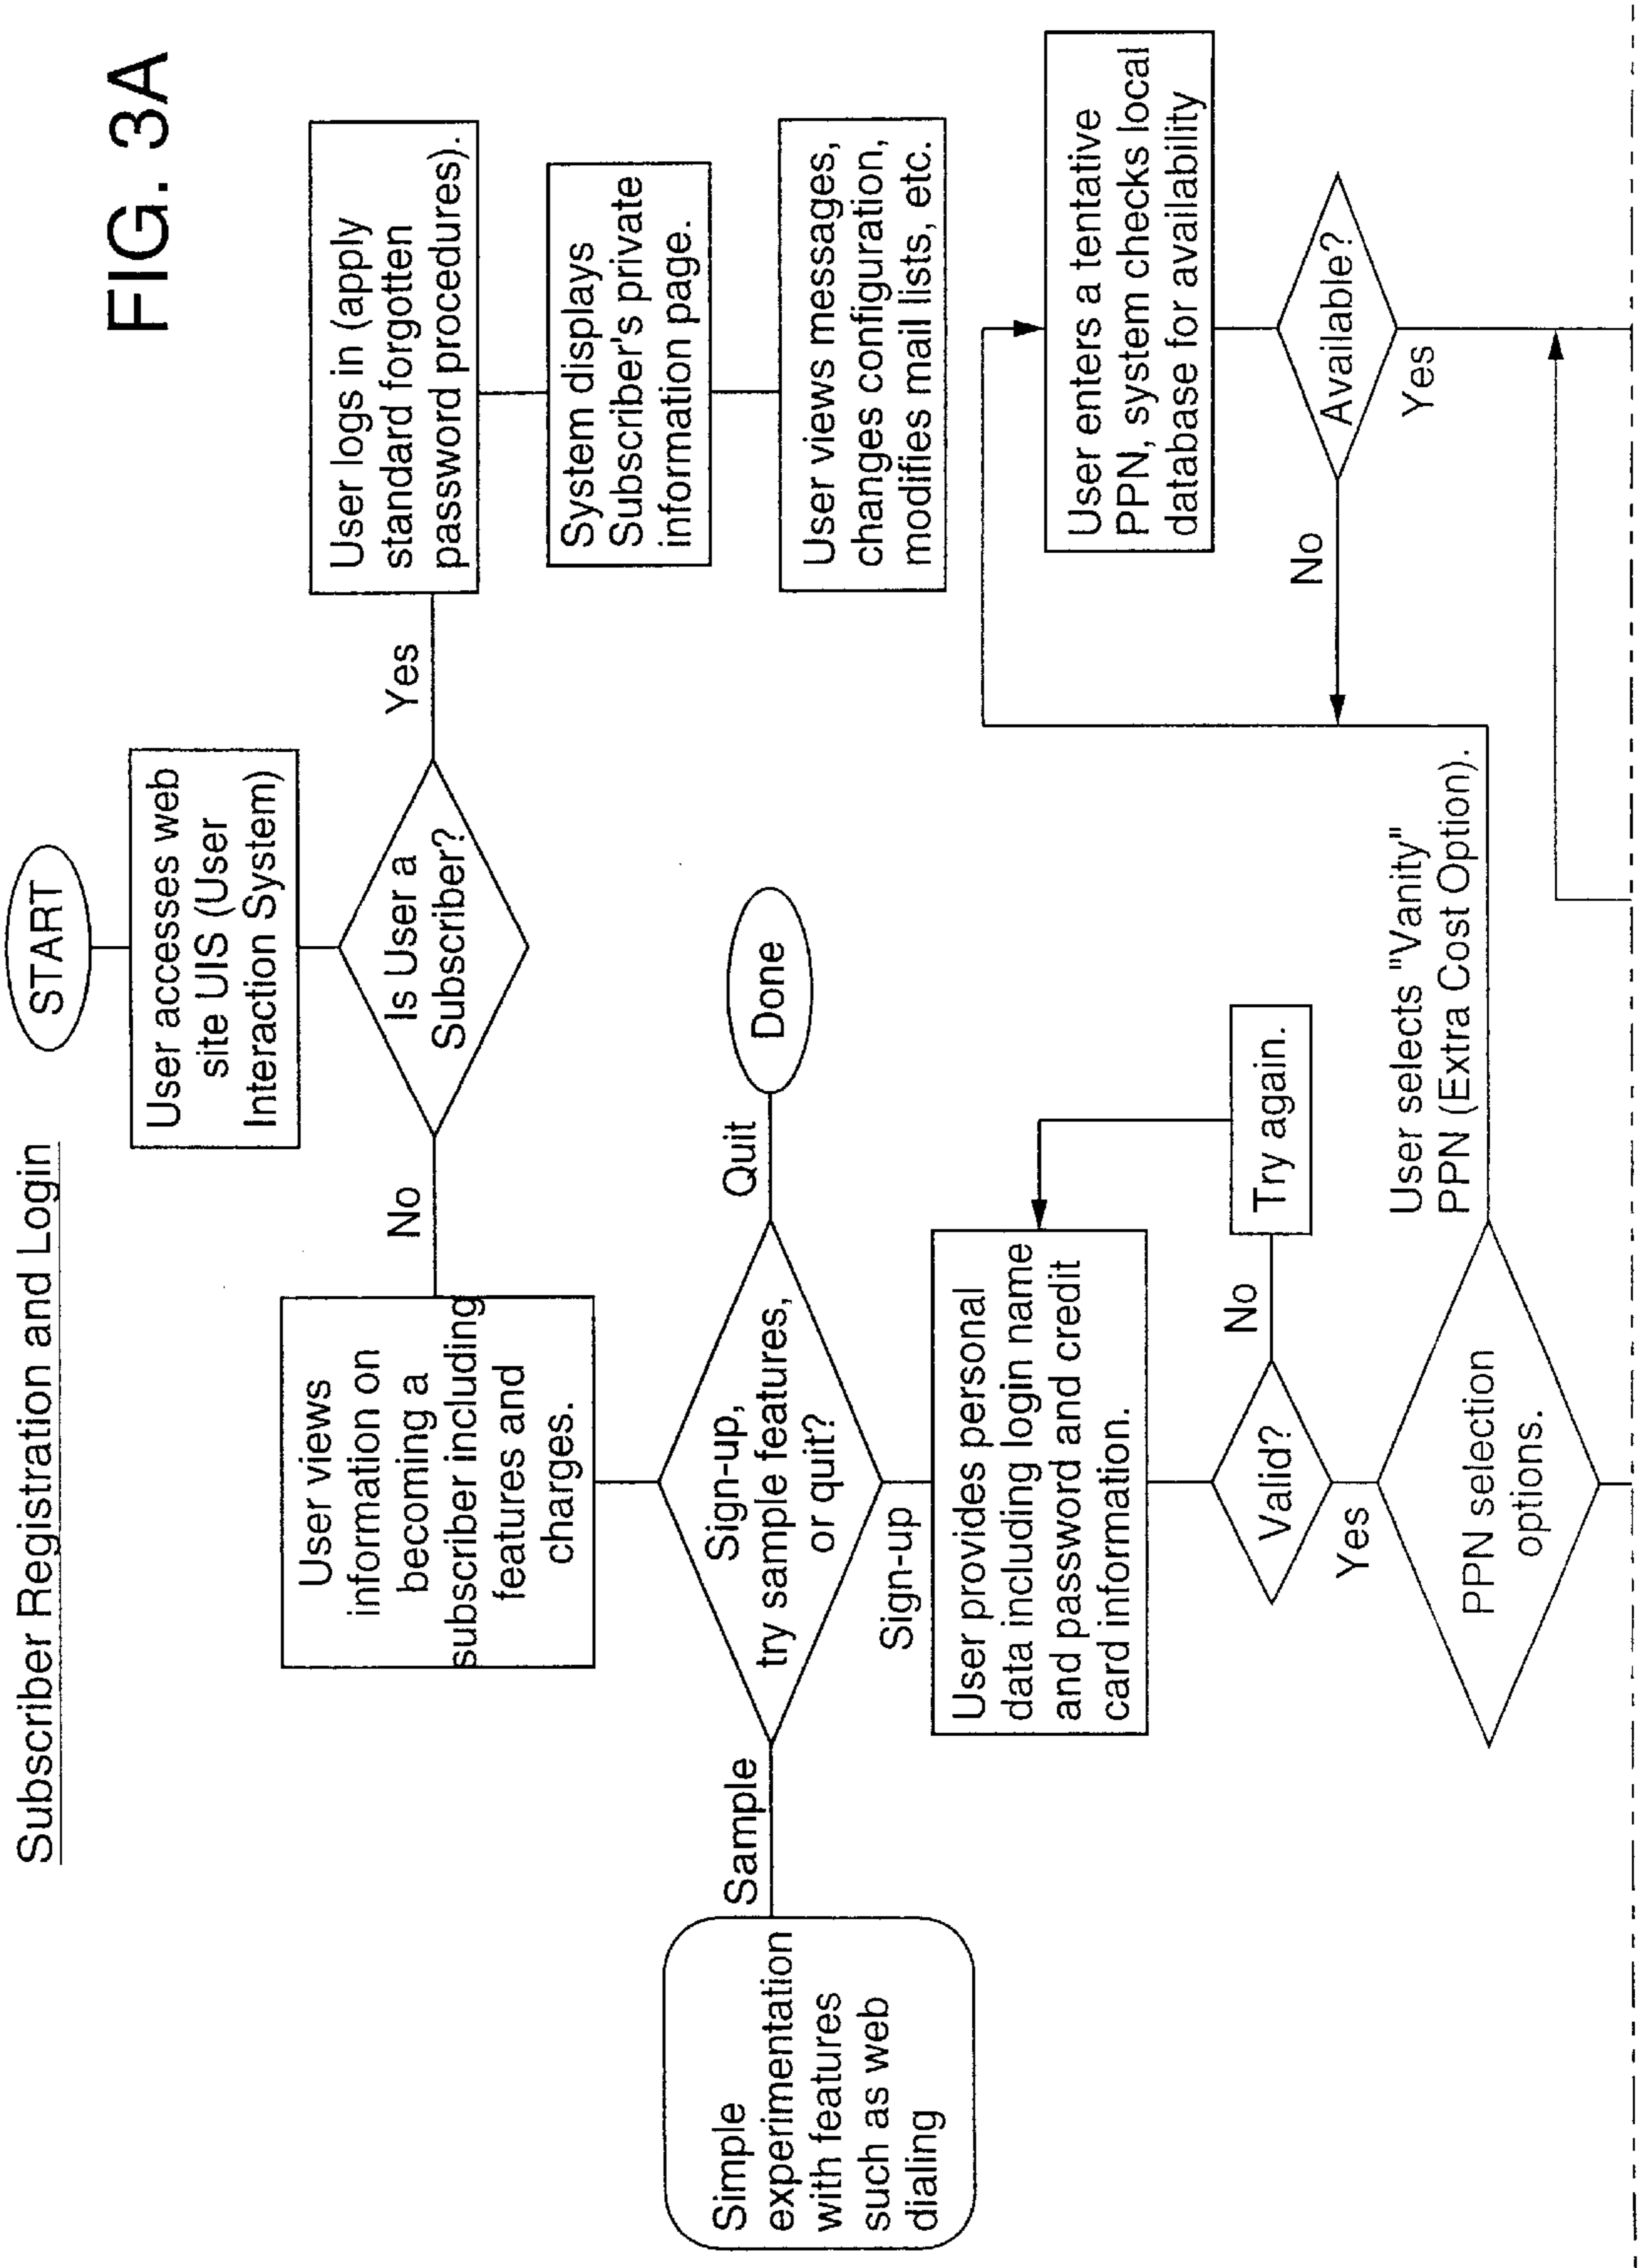 Subscriber Registration and Login
FIG. 3A
START
User accesses web
site UIS (User
Interaction System)
Is User a
Subscriber?
No
Yes
User views
information on
becoming a
subscriber including
features and
charges.
User logs in (apply
standard forgotten
password procedures).
System displays
Subscriber's private
information page.
User views messages,
changes configuration,
modifies mail lists, etc.
Sign-up,
try sample features,
or quit?
Sample
Quit
Done
Simple
experimentation
with features
such as web
dialing
Sign-up
User provides personal
data including login name
and password and credit
card information.
Valid?
No
Try again.
Yes
PPN selection
options.
User selects "Vanity"
PPN (Extra Cost Option).
User enters a tentative
PPN, system checks local
database for availability
Available?
No
Yes